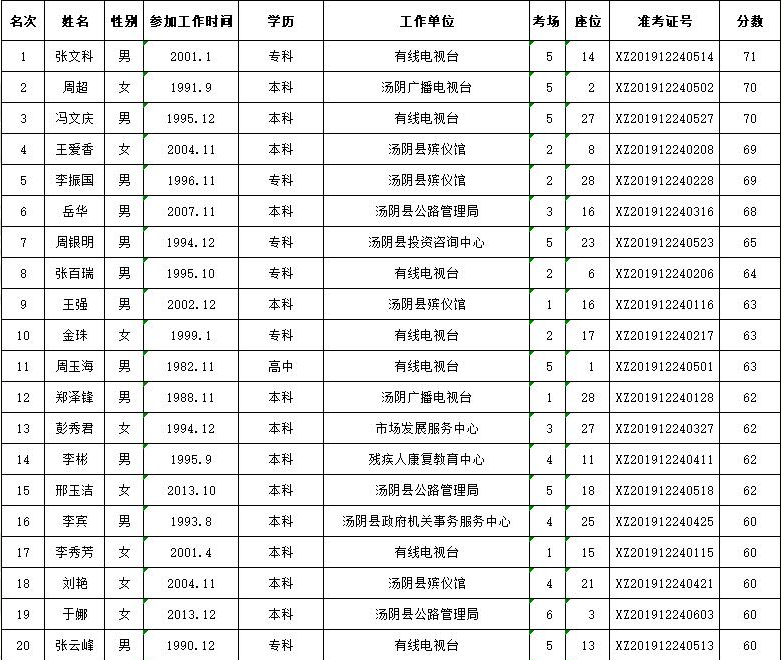 名次 姓名 性别 参加工作时间 学历 工作单位 考场 座位 准考证号 分数
1 张文科 男 2001.1 专科 有线电视台 5 14 XZ201912240514 71
2 周超 女 1991.9 本科 汤阴广播电视台 5 2 XZ201912240502 70
3 冯文庆 男 1995.12 本科 有线电视台 5 27 XZ201912240527 70
4 王爱香 女 2004.11 本科 汤阴县殡仪馆 2 8 XZ201912240208 69
5 李振国 男 1996.11 专科 汤阴县殡仪馆 2 28 XZ201912240228 69
6 岳华 男 2007.11 本科 汤阴县公路管理局 3 16 XZ201912240316 68
7 周银明 男 1994.12 专科 汤阴县投资咨询中心 5 23 XZ201912240523 65
8 张百瑞 男 1995.10 专科 有线电视台 2 6 XZ201912240206 64
9 王强 男 2002.12 本科 汤阴县殡仪馆 1 16 XZ201912240116 63
10 金珠 女 1999.1 专科 有线电视台 2 17 XZ201912240217 63
11 周玉海 男 1982.11 高中 有线电视台 5 1 XZ201912240501 63
12 郑泽锋 男 1988.11 本科 汤阴广播电视台 1 28 XZ201912240128 62
13 彭秀君 女 1994.12 本科 市场发展服务中心 3 27 XZ201912240327 62
14 李彬 男 1995.9 本科 残疾人康复教育中心 4 11 XZ201912240411 62
15 邢玉洁 女 2013.10 本科 汤阴县公路管理局 5 18 XZ201912240518 62
16 李宾 男 1993.8 本科 汤阴县政府机关事务服务中心 4 25 XZ201912240425 60
17 李秀芳 女 2001.4 本科 有线电视台 1 15 XZ201912240115 60
18 刘艳 女 2004.11 本科 汤阴县殡仪馆 4 21 XZ201912240421 60
19 于娜 女 2013.12 本科 汤阴县公路管理局 6 3 XZ201912240603 60
20 张云峰 男 1990.12 专科 有线电视台 5 13 XZ201912240513 60